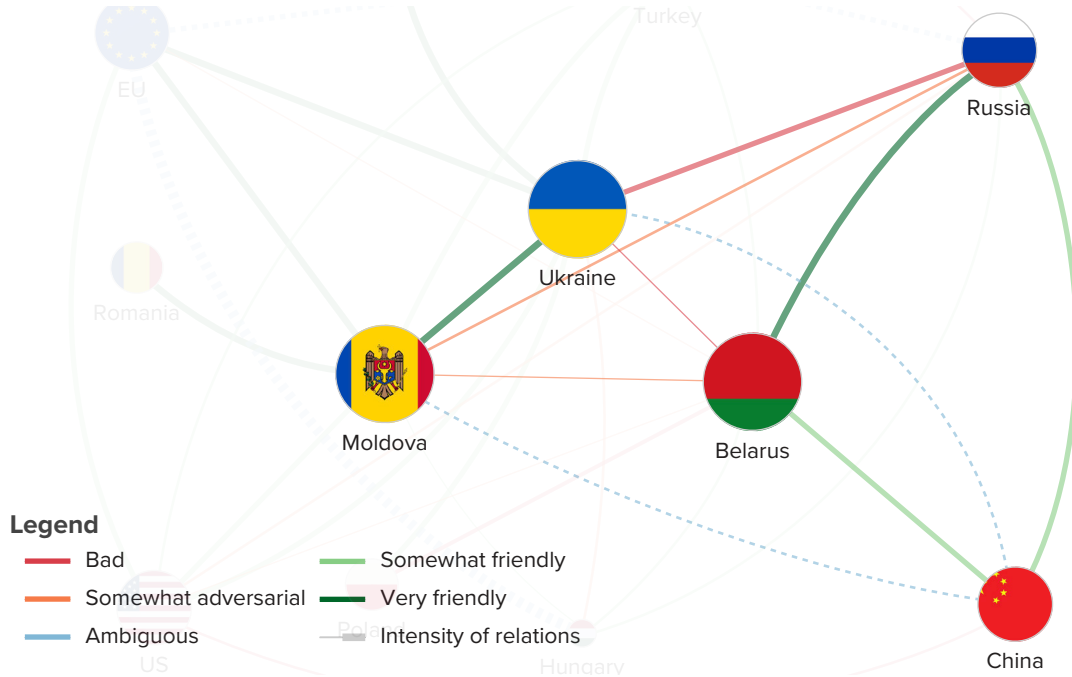 Turkey
EU
Russia
Ukraine
Romania
Moldova
Belarus
Legend
Bad
Somewhat adversarial
Ambiguous
Somewhat friendly
Very friendly
Intensity of relations
Poland
US
Hungary
China